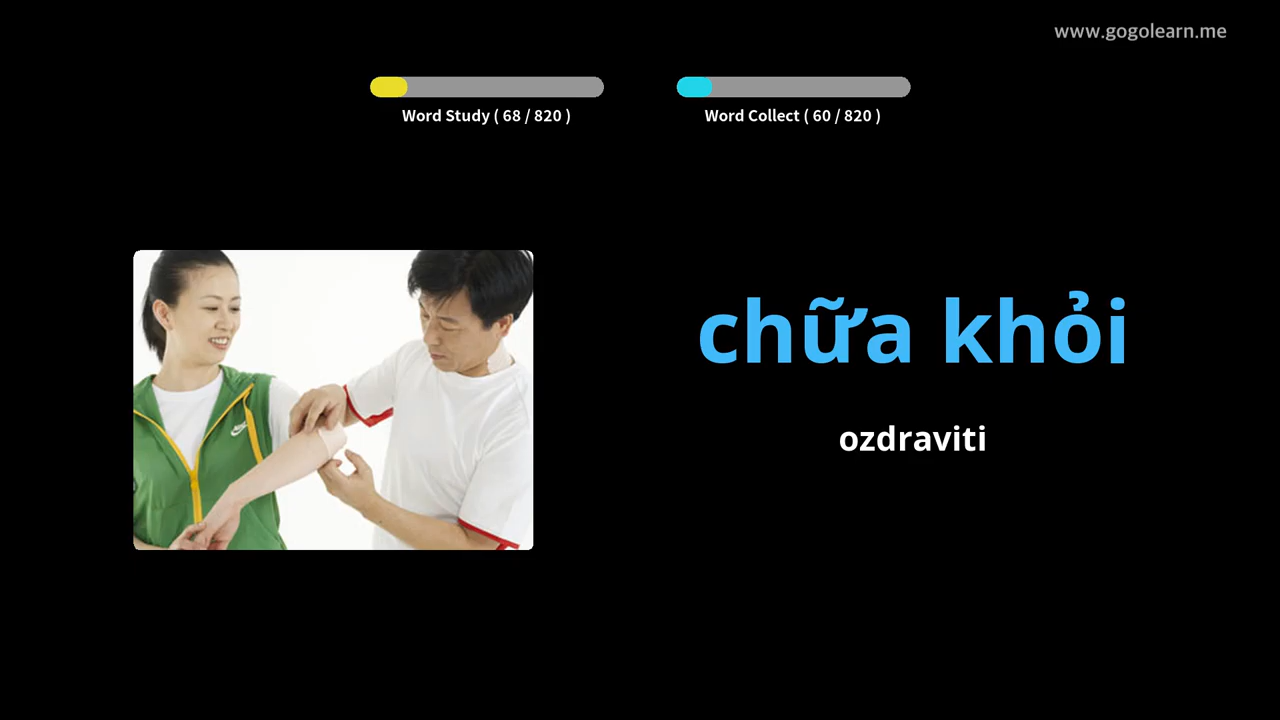 www.gogolearn.me
Word Study ( 68 / 820 )
Word Collect ( 60 / 820 )
chữa khỏi
ozdraviti